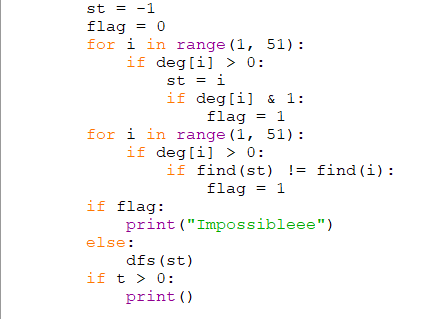 st = -1
flag = 0
for i in range(1, 51):
    if deg[i] > 0:
        st = i
        if deg[i] & 1:
            flag = 1
for i in range(1, 51):
    if deg[i] > 0:
        if find(st) != find(i):
            flag = 1
if flag:
    print("Impossibleee")
else:
    dfs(st)
if t > 0:
    print()